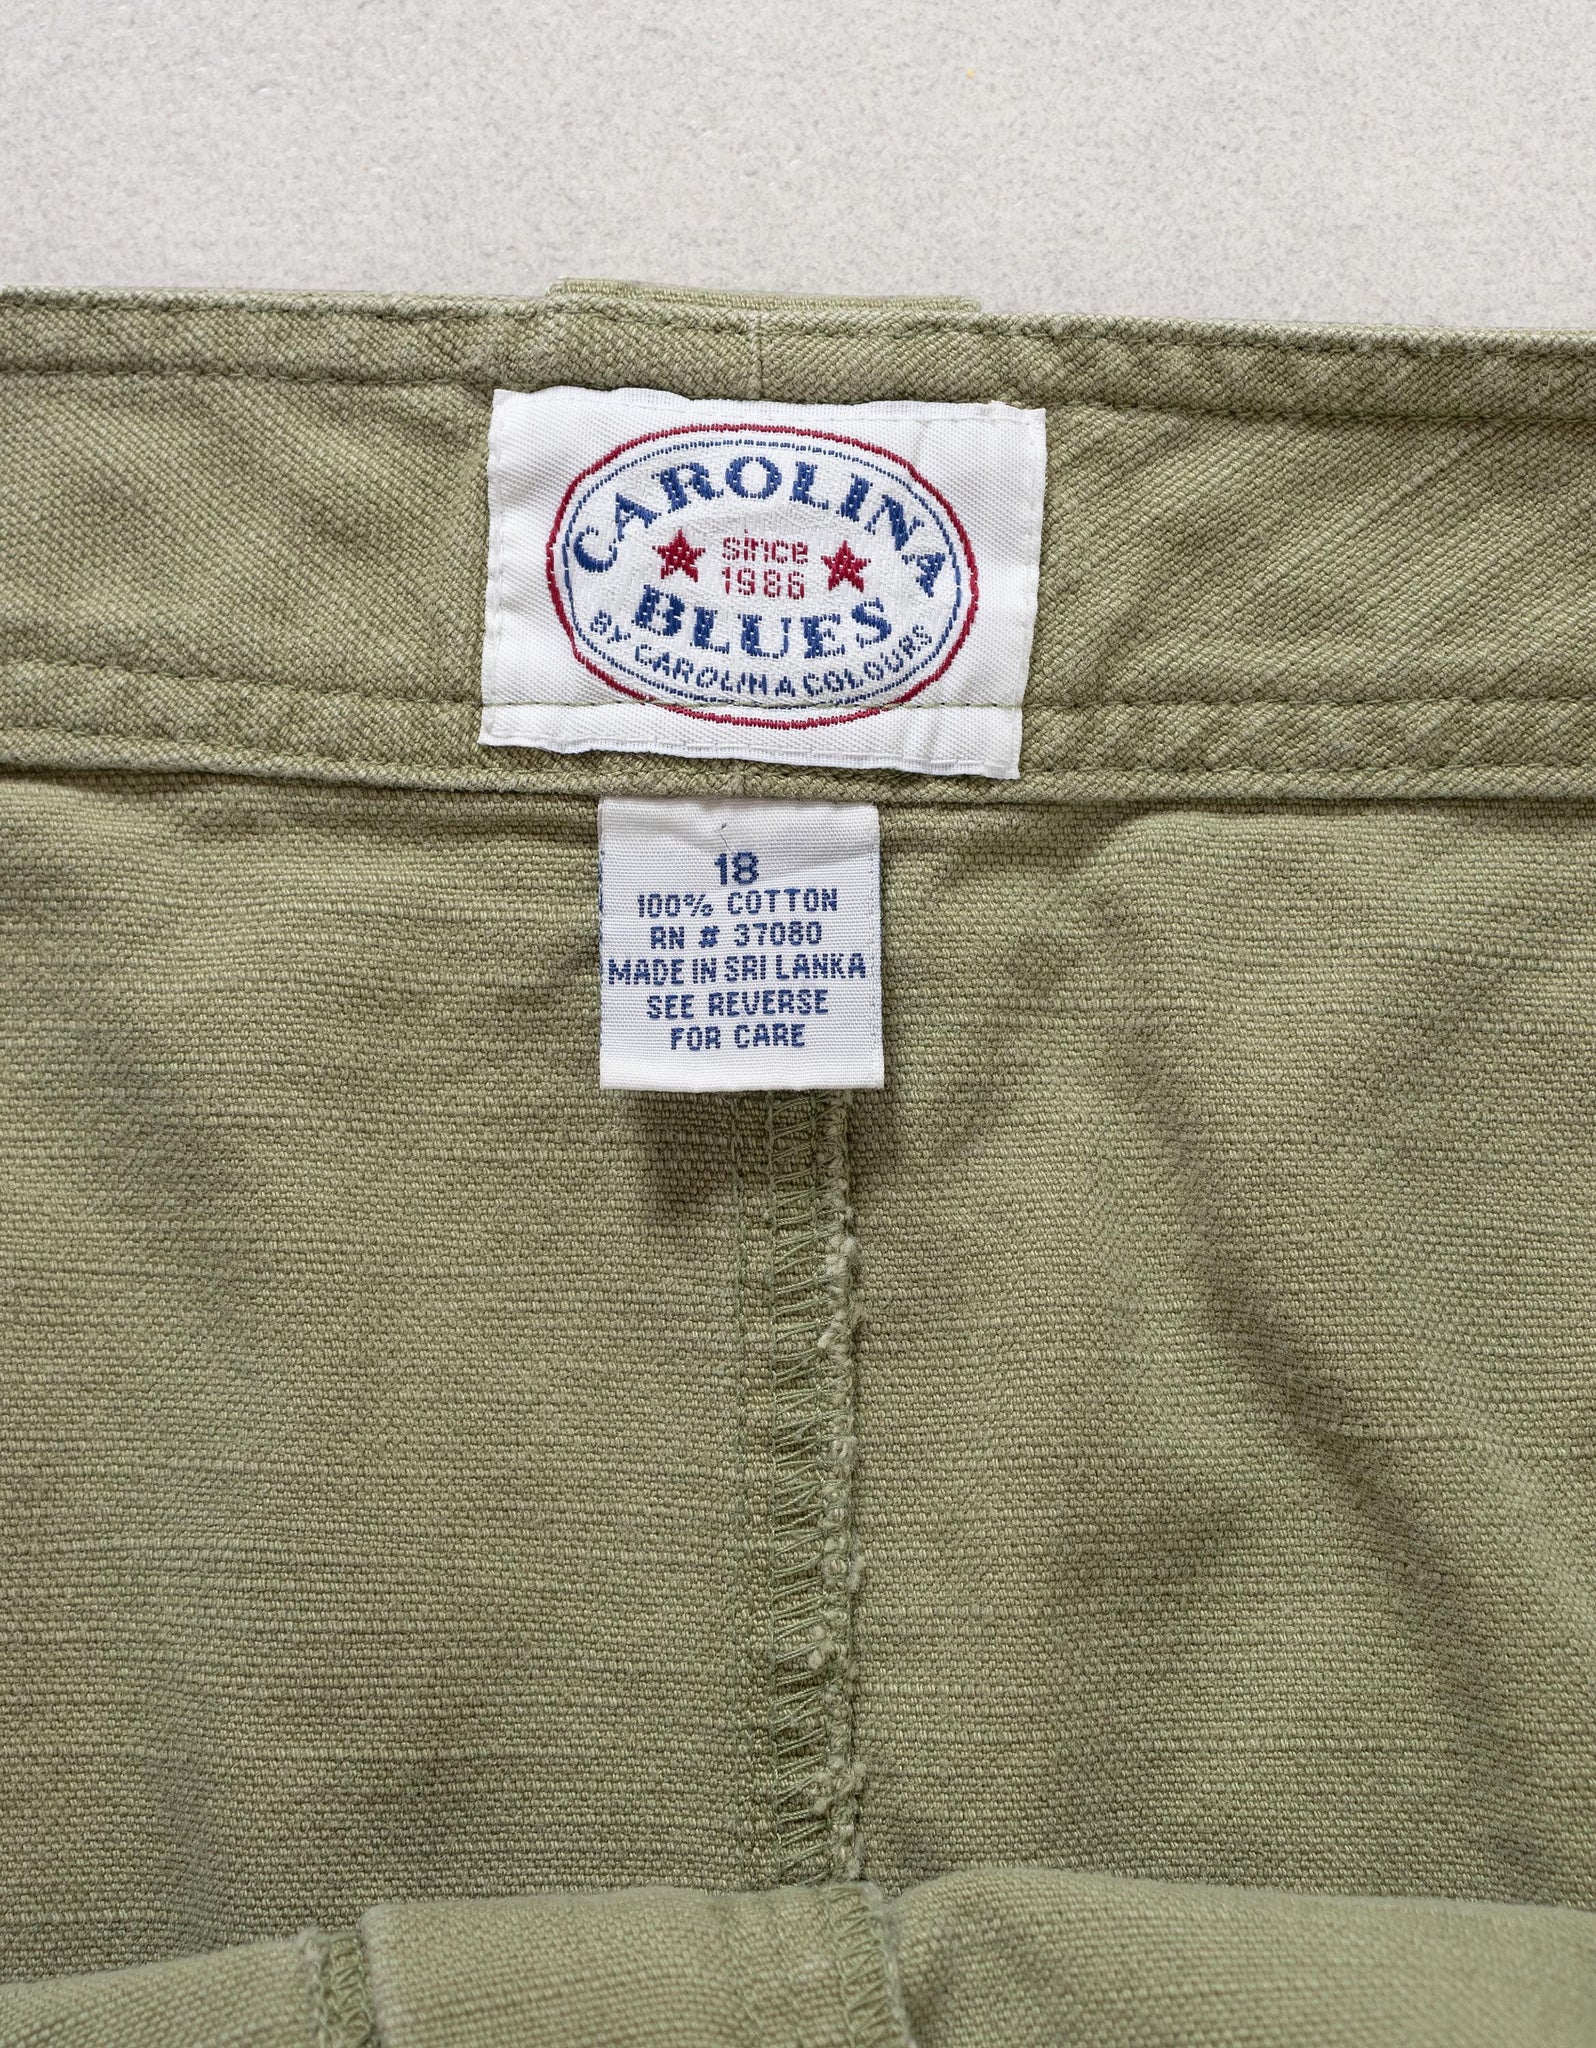 CAROLINA
since
1986
BLUES
BY CAROLINA COLOURS
18
100% COTTON
RN # 37080
MADE IN SRI LANKA
SEE REVERSE
FOR CARE